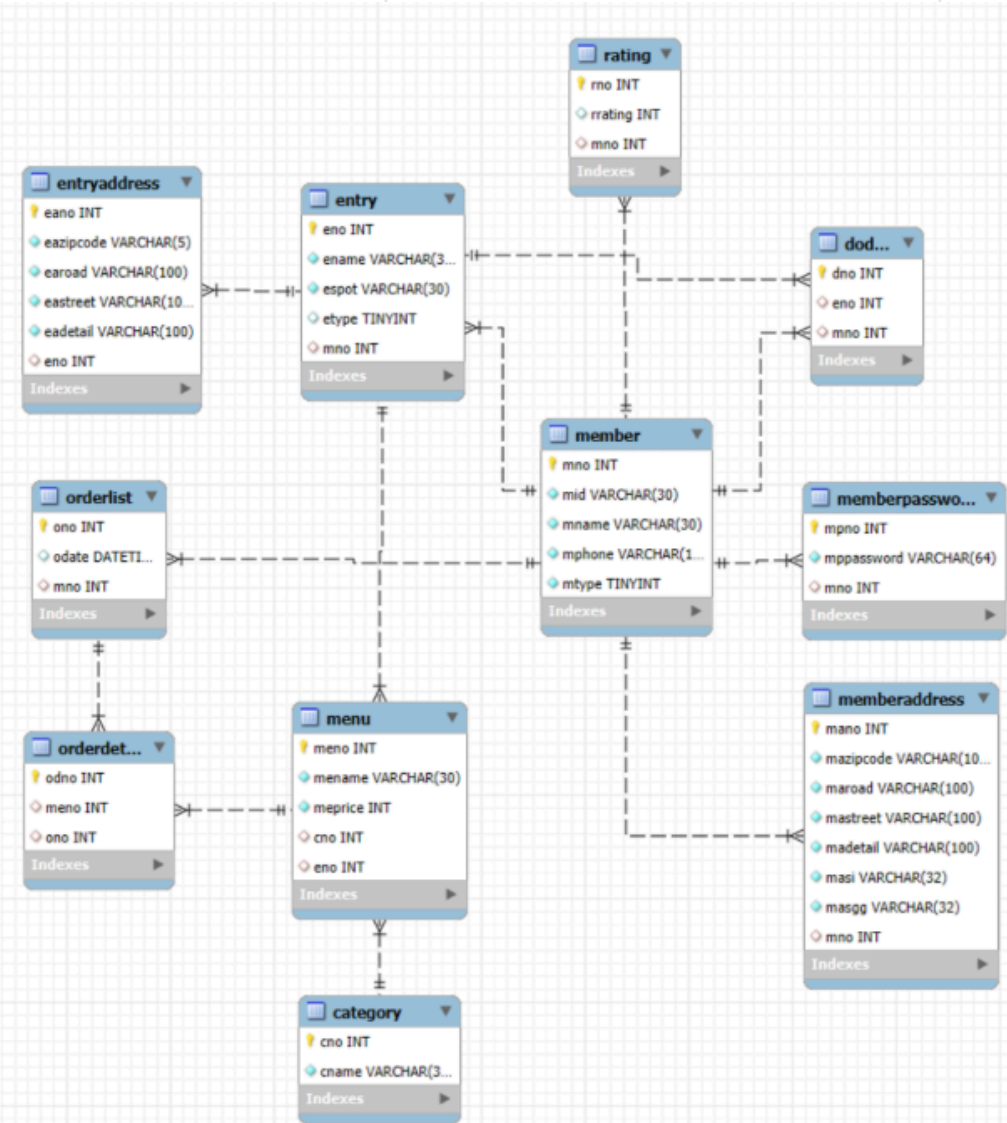 rating
rno INT
rrating INT
mno INT
Indexes
entryaddress
eano INT
eazipcode VARCHAR(5)
earoad VARCHAR(100)
eastreet VARCHAR(10...
eadetail VARCHAR(100)
eno INT
Indexes
entry
eno INT
ename VARCHAR(3...
espot VARCHAR(30)
etype TINYINT
mno INT
Indexes
dod...
dno INT
eno INT
mno INT
Indexes
member
mno INT
mid VARCHAR(30)
mname VARCHAR(30)
mphone VARCHAR(1...
mtype TINYINT
Indexes
orderlist
ono INT
odate DATETI...
mno INT
Indexes
memberpasswo...
mpno INT
mppassword VARCHAR(64)
mno INT
Indexes
orderdet...
odno INT
meno INT
ono INT
Indexes
menu
meno INT
mename VARCHAR(30)
meprice INT
cno INT
eno INT
Indexes
memberaddress
mano INT
mazipcode VARCHAR(10...
maroad VARCHAR(100)
mastreet VARCHAR(100)
madetail VARCHAR(100)
masi VARCHAR(32)
masgg VARCHAR(32)
mno INT
Indexes
category
cno INT
cname VARCHAR(3...
Indexes